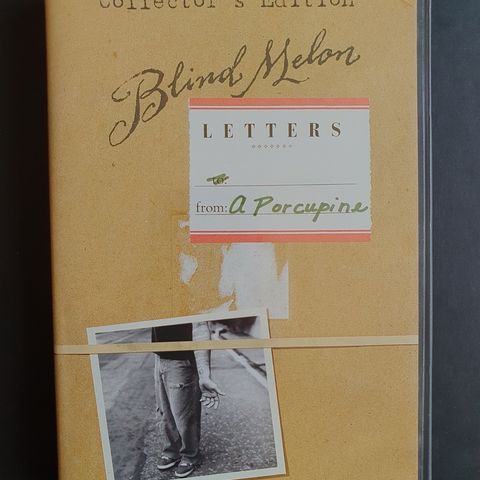 Collector's Edition
Blind Melon
LETTERS
to:
from: A Porcupine